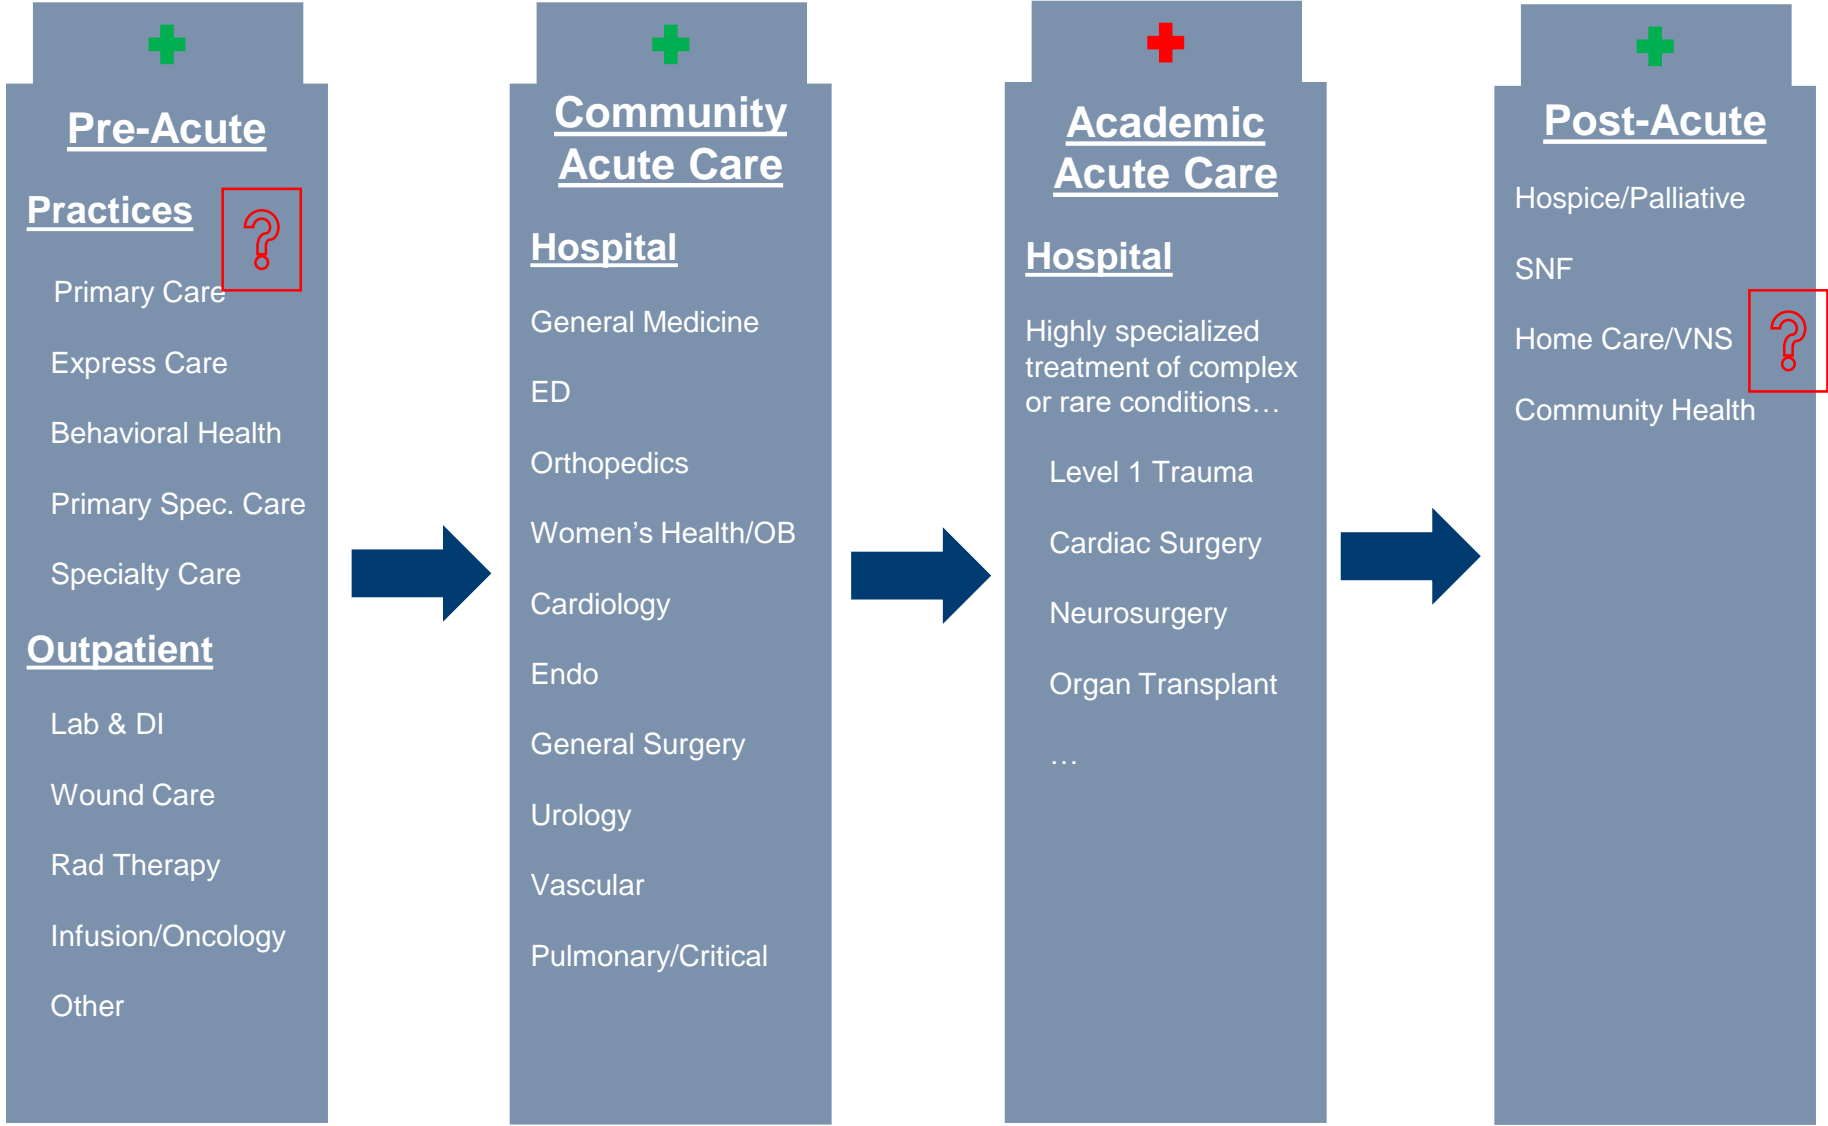 Pre-Acute
Practices
?
Primary Care
Express Care
Behavioral Health
Primary Spec. Care
Specialty Care
Outpatient
Lab & DI
Wound Care
Rad Therapy
Infusion/Oncology
Other
Community
Acute Care
Hospital
General Medicine
ED
Orthopedics
Women’s Health/OB
Cardiology
Endo
General Surgery
Urology
Vascular
Pulmonary/Critical
Academic
Acute Care
Hospital
Highly specialized
treatment of complex
or rare conditions…
Level 1 Trauma
Cardiac Surgery
Neurosurgery
Organ Transplant
…
Post-Acute
Hospice/Palliative
SNF
Home Care/VNS
?
Community Health